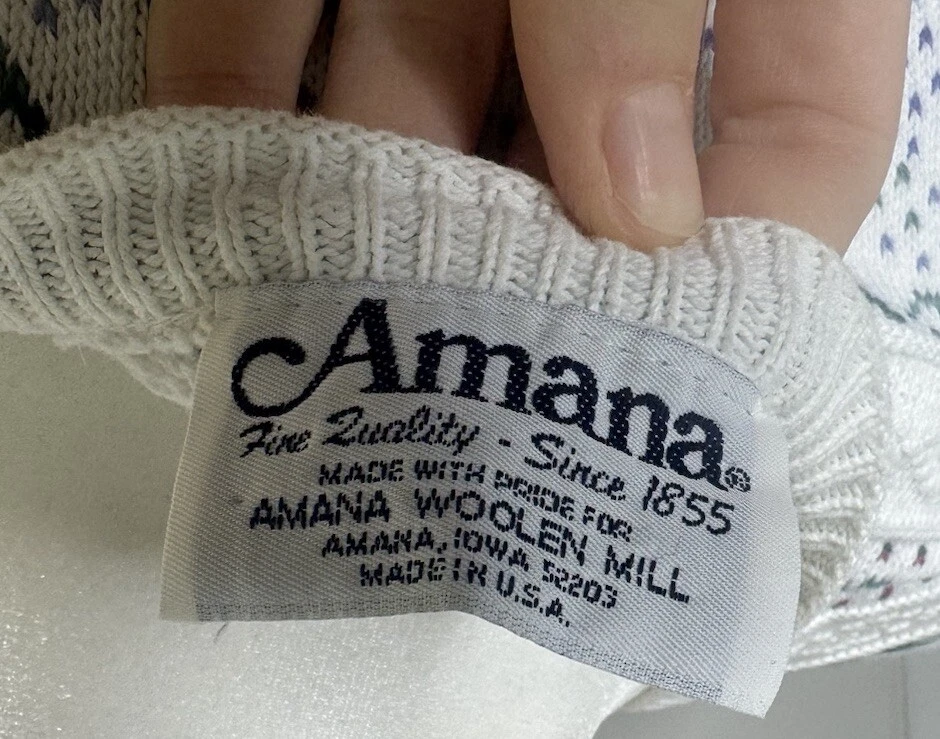 Amana®
Fine Quality - Since 1855
MADE WITH PRIDE FOR
AMANA WOOLEN MILL
AMANA, IOWA 52203
MADE IN U.S.A.